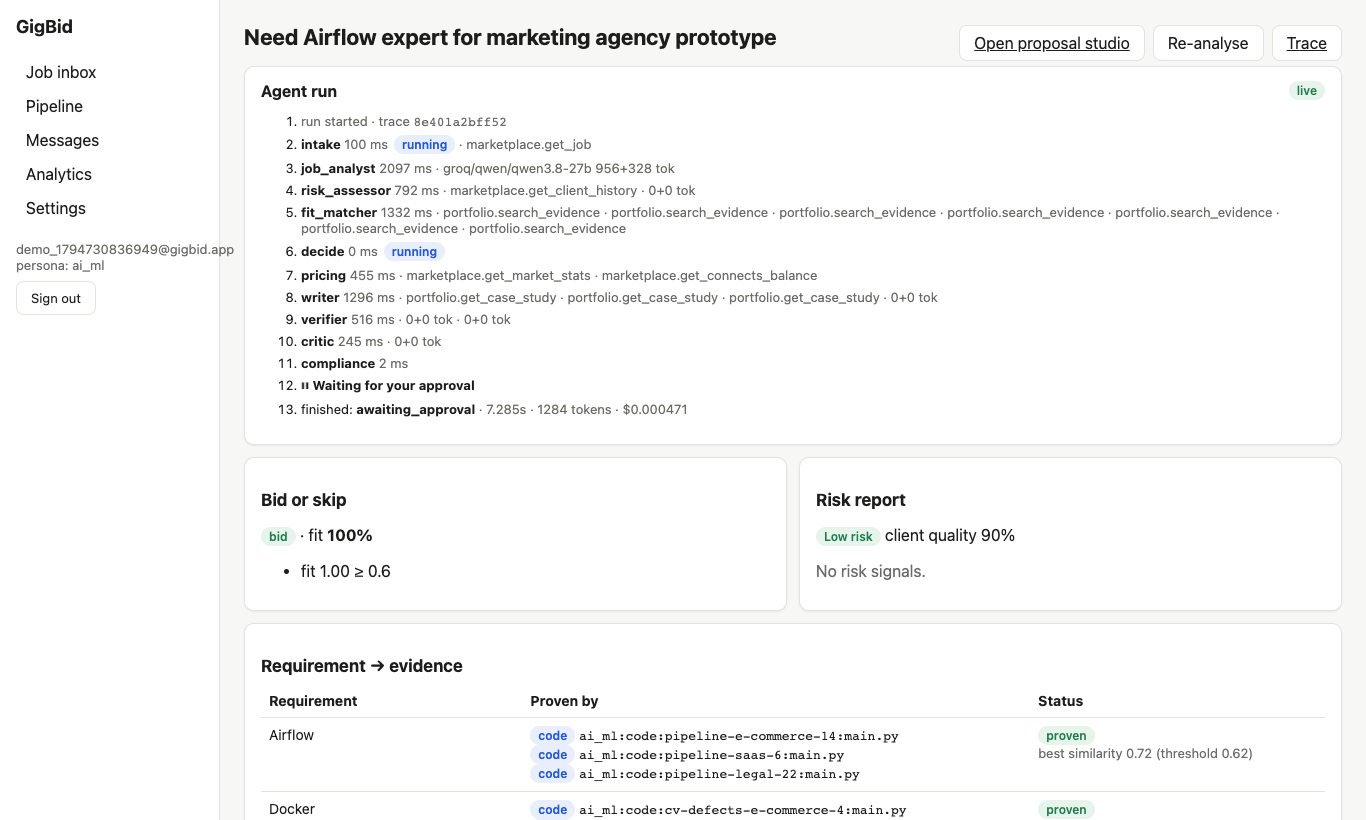 GigBid
Job inbox
Pipeline
Messages
Analytics
Settings
demo_1794730836949@gigbid.app
persona: ai_ml
Sign out
Need Airflow expert for marketing agency prototype
Open proposal studio
Re-analyse
Trace
Agent run
live
1. run started · trace 8e401a2bff52
2. intake 100 ms running · marketplace.get_job
3. job_analyst 2097 ms · groq/qwen/qwen3.8-27b 956+328 tok
4. risk_assessor 792 ms · marketplace.get_client_history · 0+0 tok
5. fit_matcher 1332 ms · portfolio.search_evidence · portfolio.search_evidence · portfolio.search_evidence · portfolio.search_evidence · portfolio.search_evidence ·
portfolio.search_evidence · portfolio.search_evidence
6. decide 0 ms running
7. pricing 455 ms · marketplace.get_market_stats · marketplace.get_connects_balance
8. writer 1296 ms · portfolio.get_case_study · portfolio.get_case_study · portfolio.get_case_study · 0+0 tok
9. verifier 516 ms · 0+0 tok · 0+0 tok
10. critic 245 ms · 0+0 tok
11. compliance 2 ms
12. ⏸ Waiting for your approval
13. finished: awaiting_approval · 7.285s · 1284 tokens · $0.000471
Bid or skip
bid · fit 100%
• fit 1.00 ≥ 0.6
Risk report
Low risk client quality 90%
No risk signals.
Requirement → evidence
Requirement Proven by Status
Airflow code ai_ml:code:pipeline-e-commerce-14:main.py proven
code ai_ml:code:pipeline-saas-6:main.py best similarity 0.72 (threshold 0.62)
code ai_ml:code:pipeline-legal-22:main.py
Docker code ai_ml:code:cv-defects-e-commerce-4:main.py proven